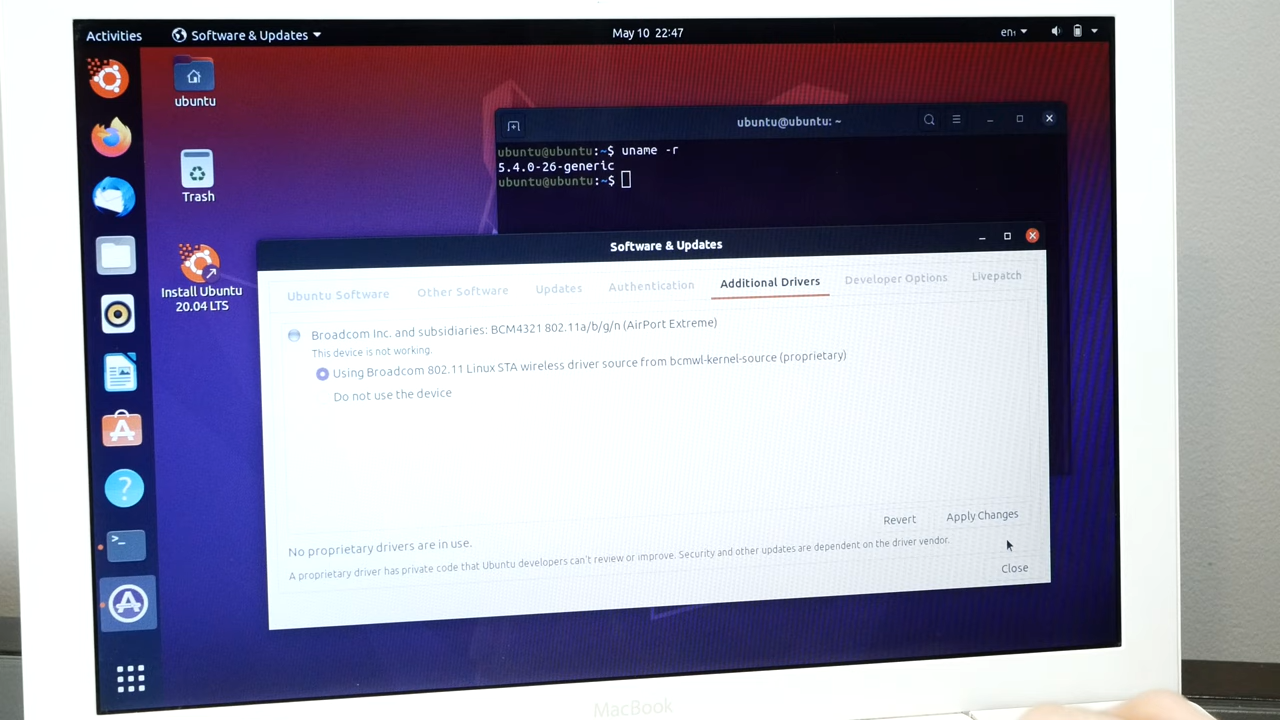 Activities
Software & Updates
May 10 22:47
en₁
ubuntu
Trash
Install Ubuntu
20.04 LTS
ubuntu@ubuntu: ~
ubuntu@ubuntu:~$ uname -r
5.4.0-26-generic
ubuntu@ubuntu:~$
Software & Updates
Ubuntu Software
Other Software
Updates
Authentication
Additional Drivers
Developer Options
Livepatch
Broadcom Inc. and subsidiaries: BCM4321 802.11a/b/g/n (AirPort Extreme)
This device is not working.
Using Broadcom 802.11 Linux STA wireless driver source from bcmwl-kernel-source (proprietary)
Do not use the device
Revert
Apply Changes
No proprietary drivers are in use.
A proprietary driver has private code that Ubuntu developers can't review or improve. Security and other updates are dependent on the driver vendor.
Close
MacBook